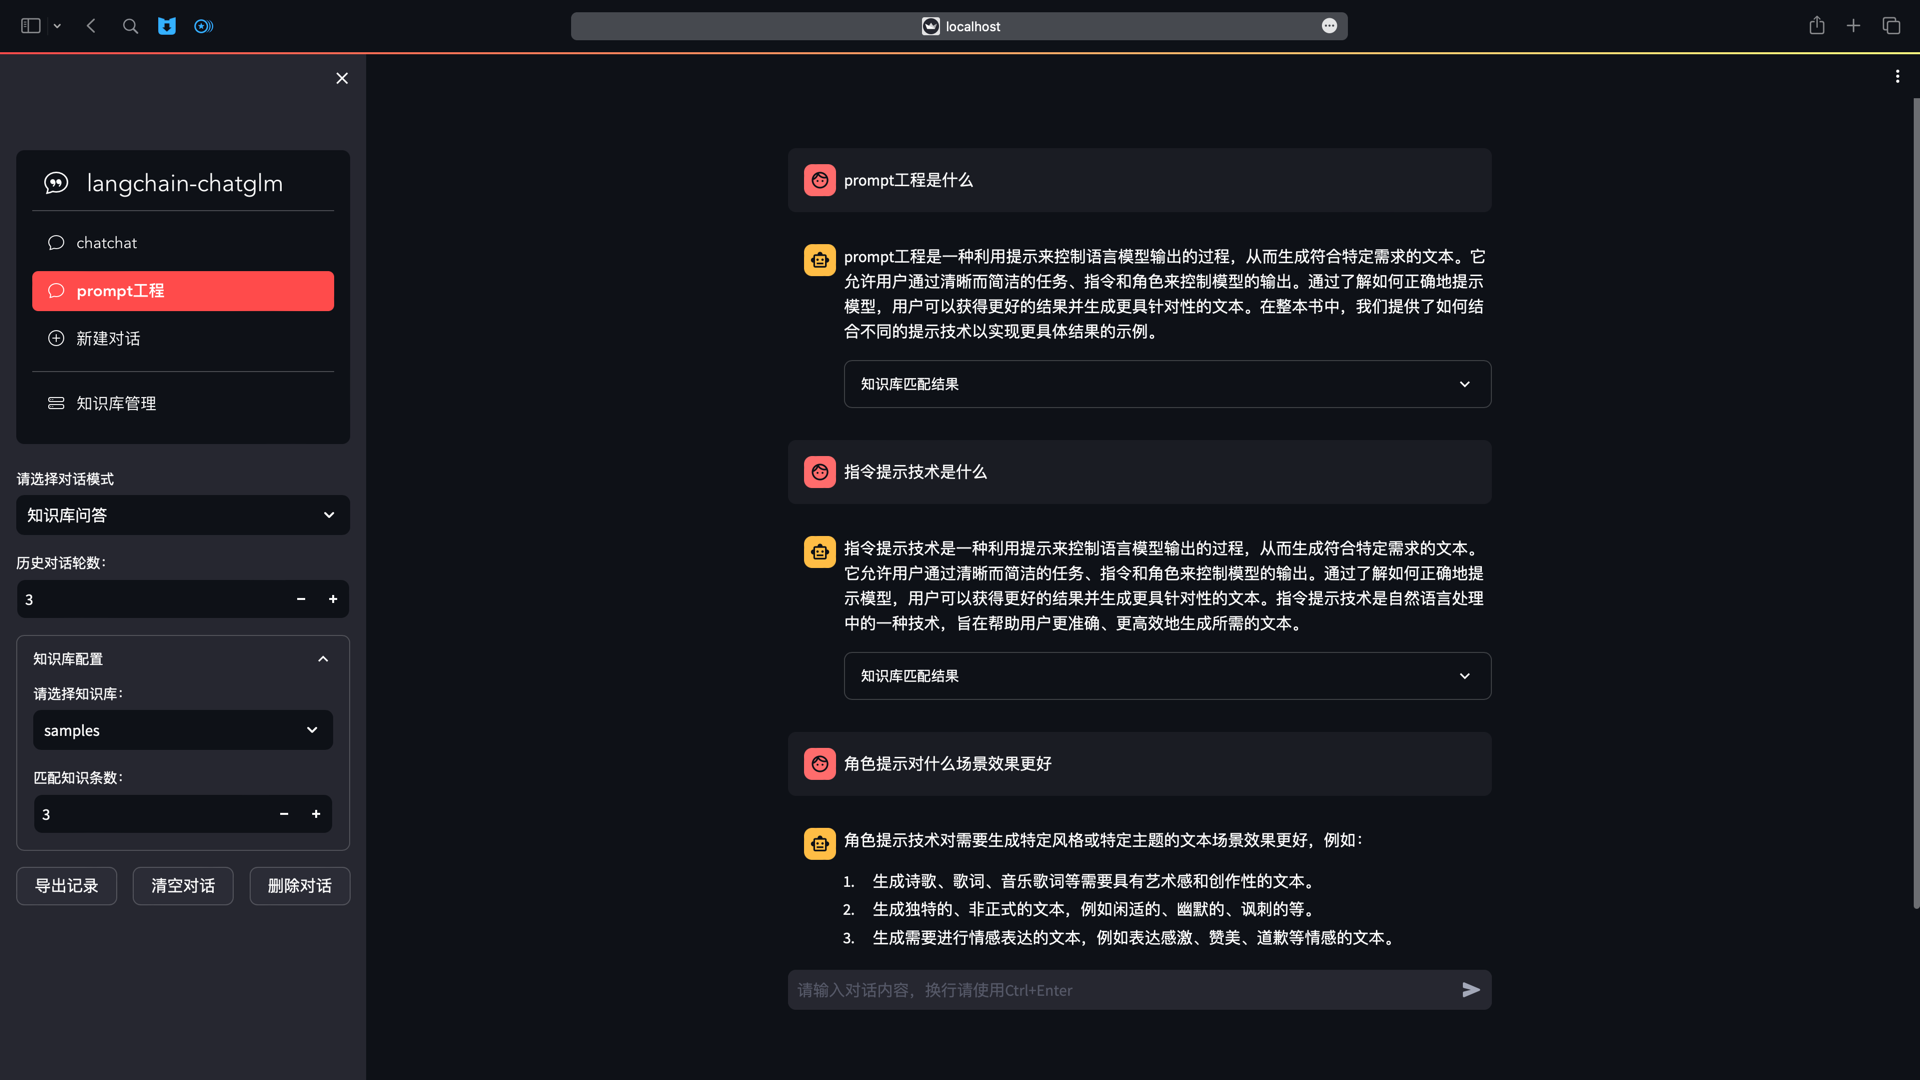 localhost
langchain-chatglm
chatchat
prompt工程
新建对话
知识库管理
请选择对话模式
知识库问答
历史对话轮数:
3
知识库配置
请选择知识库:
samples
匹配知识条数:
3
导出记录
清空对话
删除对话
prompt工程是什么
prompt工程是一种利用提示来控制语言模型输出的过程，从而生成符合特定需求的文本。它
允许用户通过清晰而简洁的任务、指令和角色来控制模型的输出。通过了解如何正确地提示
模型，用户可以获得更好的结果并生成更具针对性的文本。在整本书中，我们提供了如何结
合不同的提示技术以实现更具体结果的示例。
知识库匹配结果
指令提示技术是什么
指令提示技术是一种利用提示来控制语言模型输出的过程，从而生成符合特定需求的文本。
它允许用户通过清晰而简洁的任务、指令和角色来控制模型的输出。通过了解如何正确地提
示模型，用户可以获得更好的结果并生成更具针对性的文本。指令提示技术是自然语言处理
中的一种技术，旨在帮助用户更准确、更高效地生成所需的文本。
知识库匹配结果
角色提示对什么场景效果更好
角色提示技术对需要生成特定风格或特定主题的文本场景效果更好，例如：
1. 生成诗歌、歌词、音乐歌词等需要具有艺术感和创作性的文本。
2. 生成独特的、非正式的文本，例如闲适的、幽默的、讽刺的等。
3. 生成需要进行情感表达的文本，例如表达感激、赞美、道歉等情感的文本。
请输入对话内容，换行请使用Ctrl+Enter